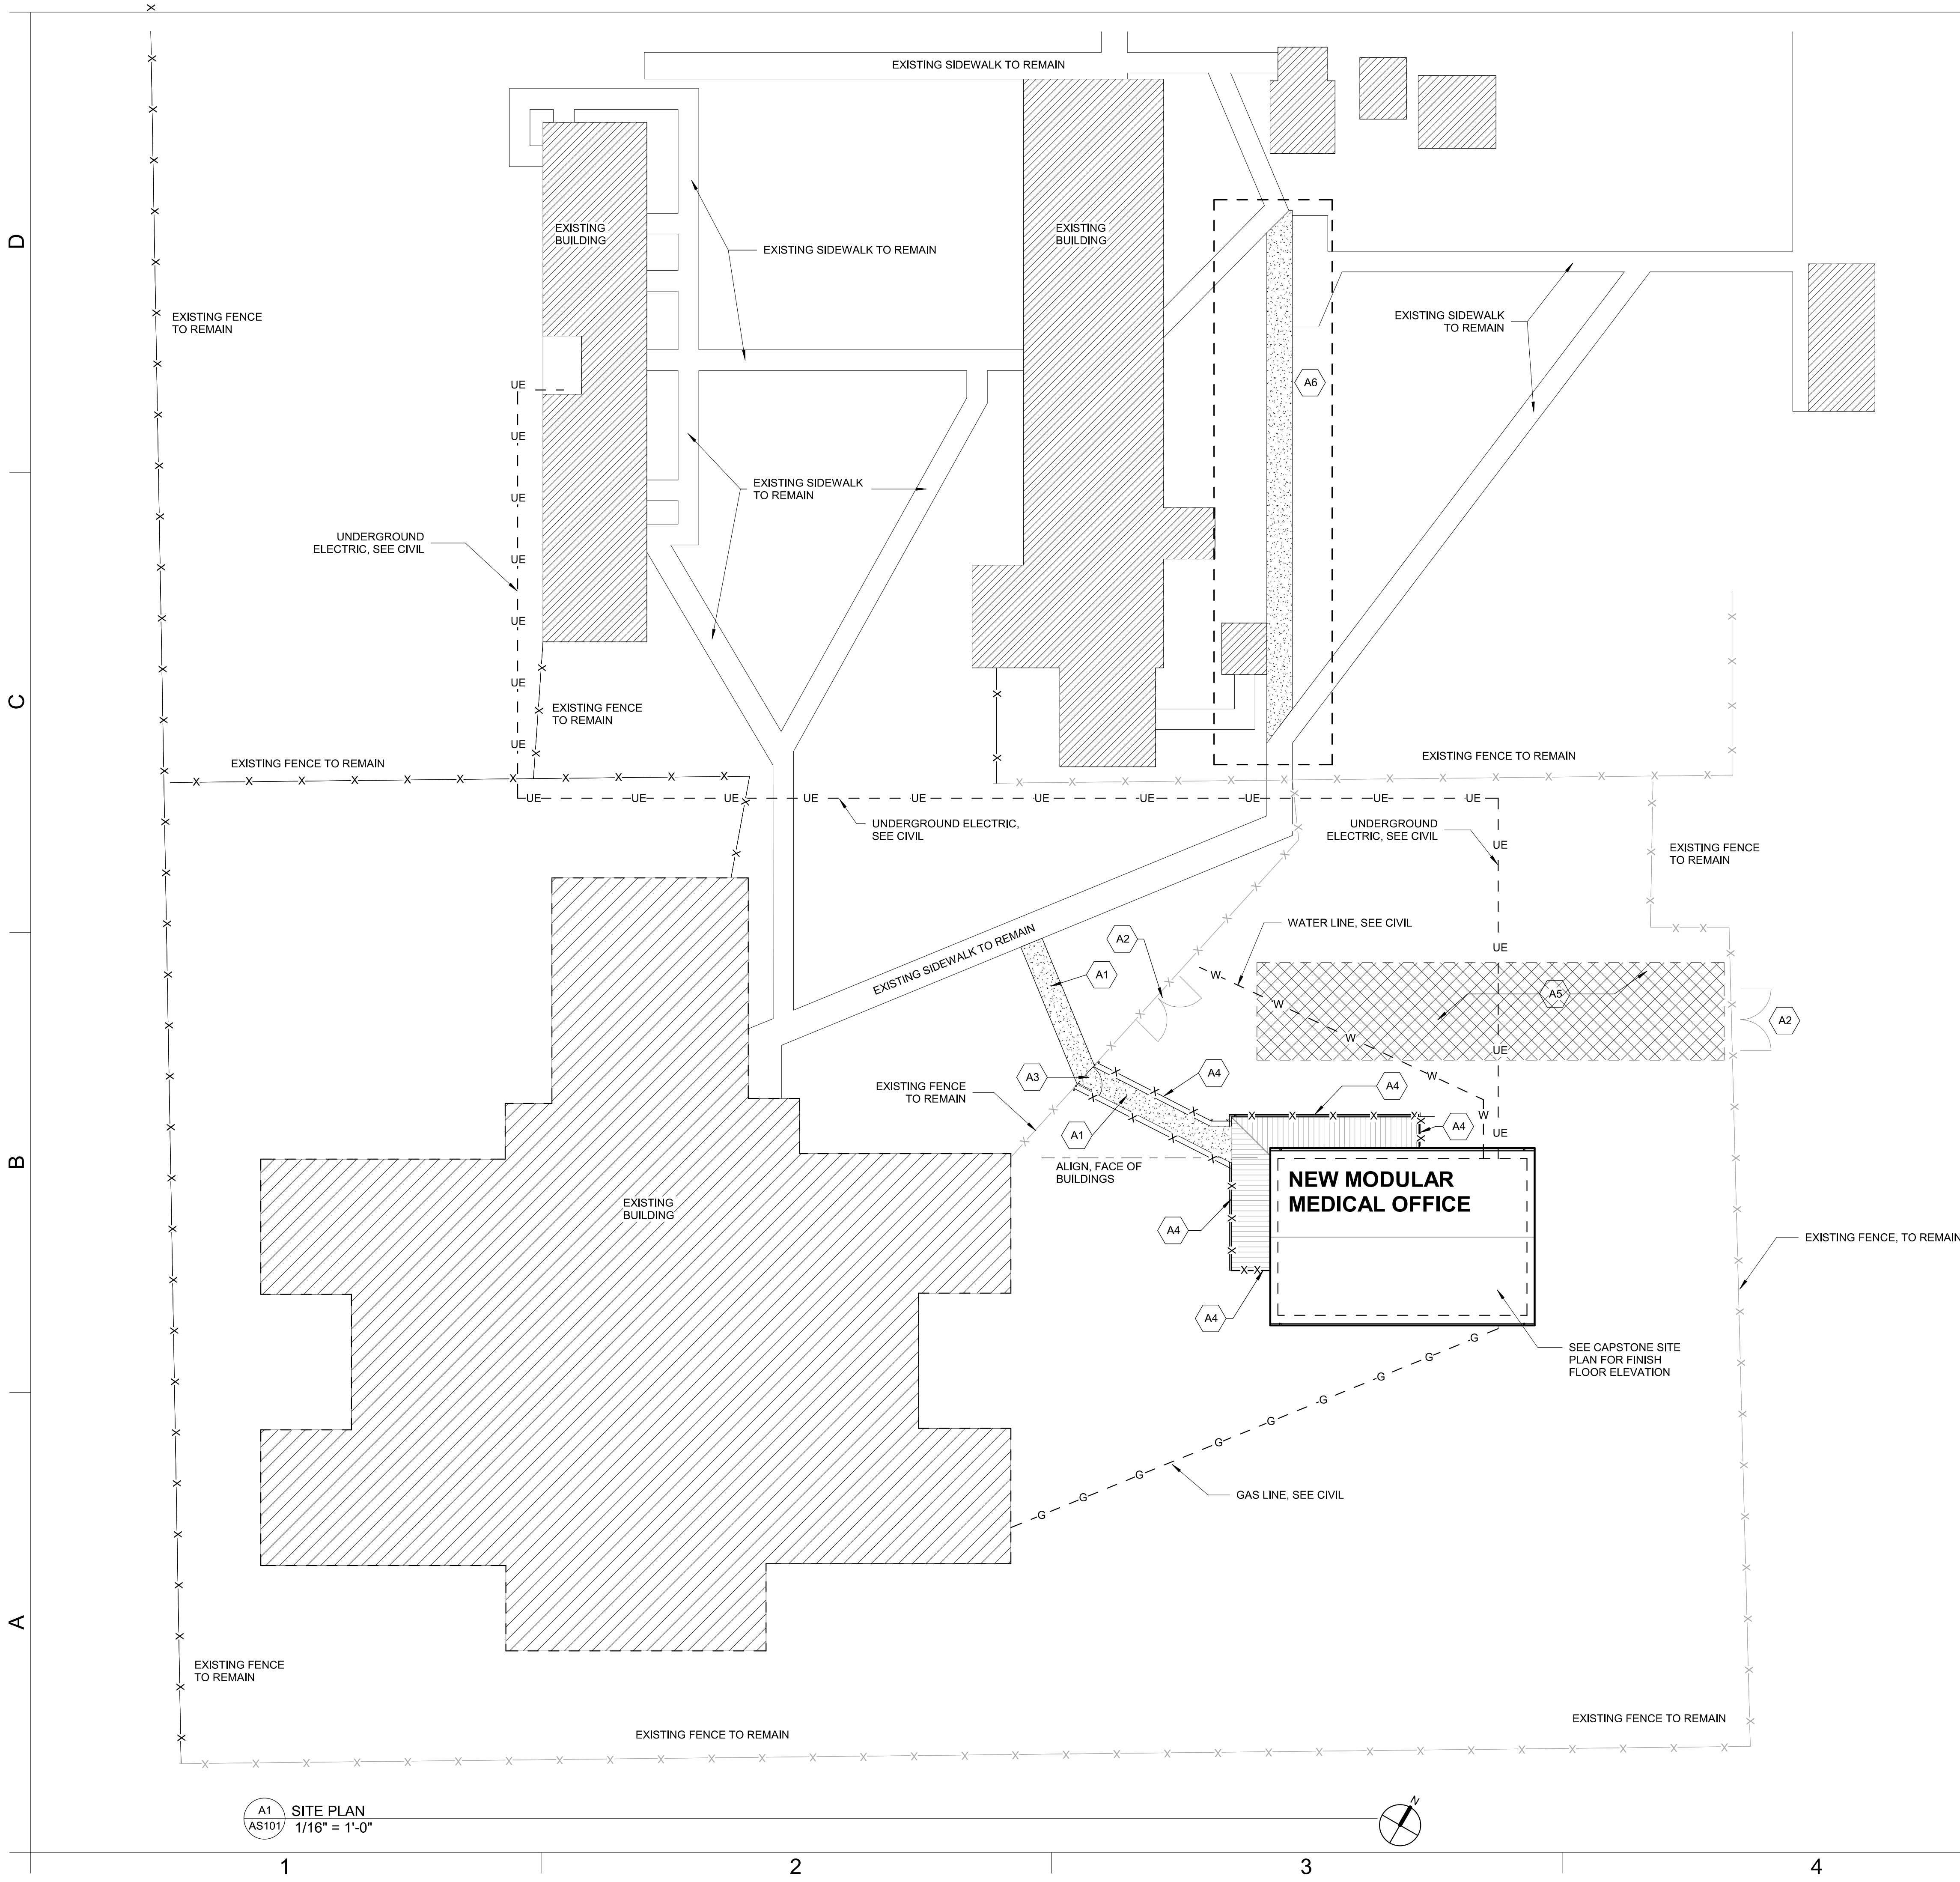 EXISTING SIDEWALK TO REMAIN
D
EXISTING
BUILDING
EXISTING
BUILDING
EXISTING SIDEWALK TO REMAIN
EXISTING FENCE
TO REMAIN
EXISTING SIDEWALK
TO REMAIN
UE
A6
UE
EXISTING SIDEWALK
TO REMAIN
UE
UNDERGROUND
ELECTRIC, SEE CIVIL
UE
UE
UE
C
EXISTING FENCE
TO REMAIN
UE
EXISTING FENCE TO REMAIN
EXISTING FENCE TO REMAIN
UE UE UE UE UE UE UE UE UE UE
UNDERGROUND ELECTRIC,
SEE CIVIL
UNDERGROUND
ELECTRIC, SEE CIVIL
UE
EXISTING FENCE
TO REMAIN
WATER LINE, SEE CIVIL
A2
UE
EXISTING SIDEWALK TO REMAIN
A1
W
W
A5
A2
W
UE
A3
A4
W
EXISTING FENCE
TO REMAIN
A4
W
A1
A4
UE
B
ALIGN, FACE OF
BUILDINGS
NEW MODULAR
MEDICAL OFFICE
EXISTING
BUILDING
A4
EXISTING FENCE, TO REMAIN
A4
SEE CAPSTONE SITE
PLAN FOR FINISH
FLOOR ELEVATION
G
G
G
G
G
G
G
G
G
GAS LINE, SEE CIVIL
A
EXISTING FENCE
TO REMAIN
EXISTING FENCE TO REMAIN
EXISTING FENCE TO REMAIN
A1
AS101
SITE PLAN
1/16" = 1'-0"
N
1 2 3 4